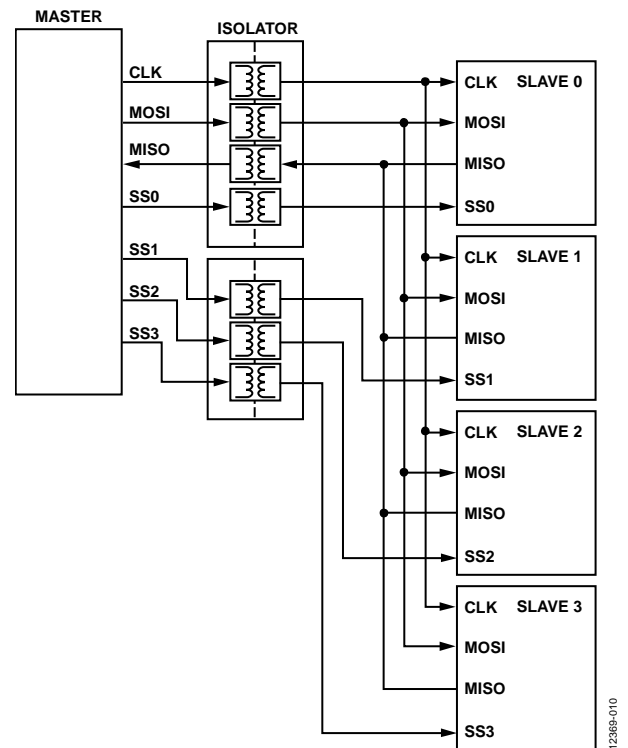 MASTER
ISOLATOR
CLK
MOSI
MISO
SS0
SS1
SS2
SS3
CLK SLAVE 0
MOSI
MISO
SS0
CLK SLAVE 1
MOSI
MISO
SS1
CLK SLAVE 2
MOSI
MISO
SS2
CLK SLAVE 3
MOSI
MISO
SS3
12369-010